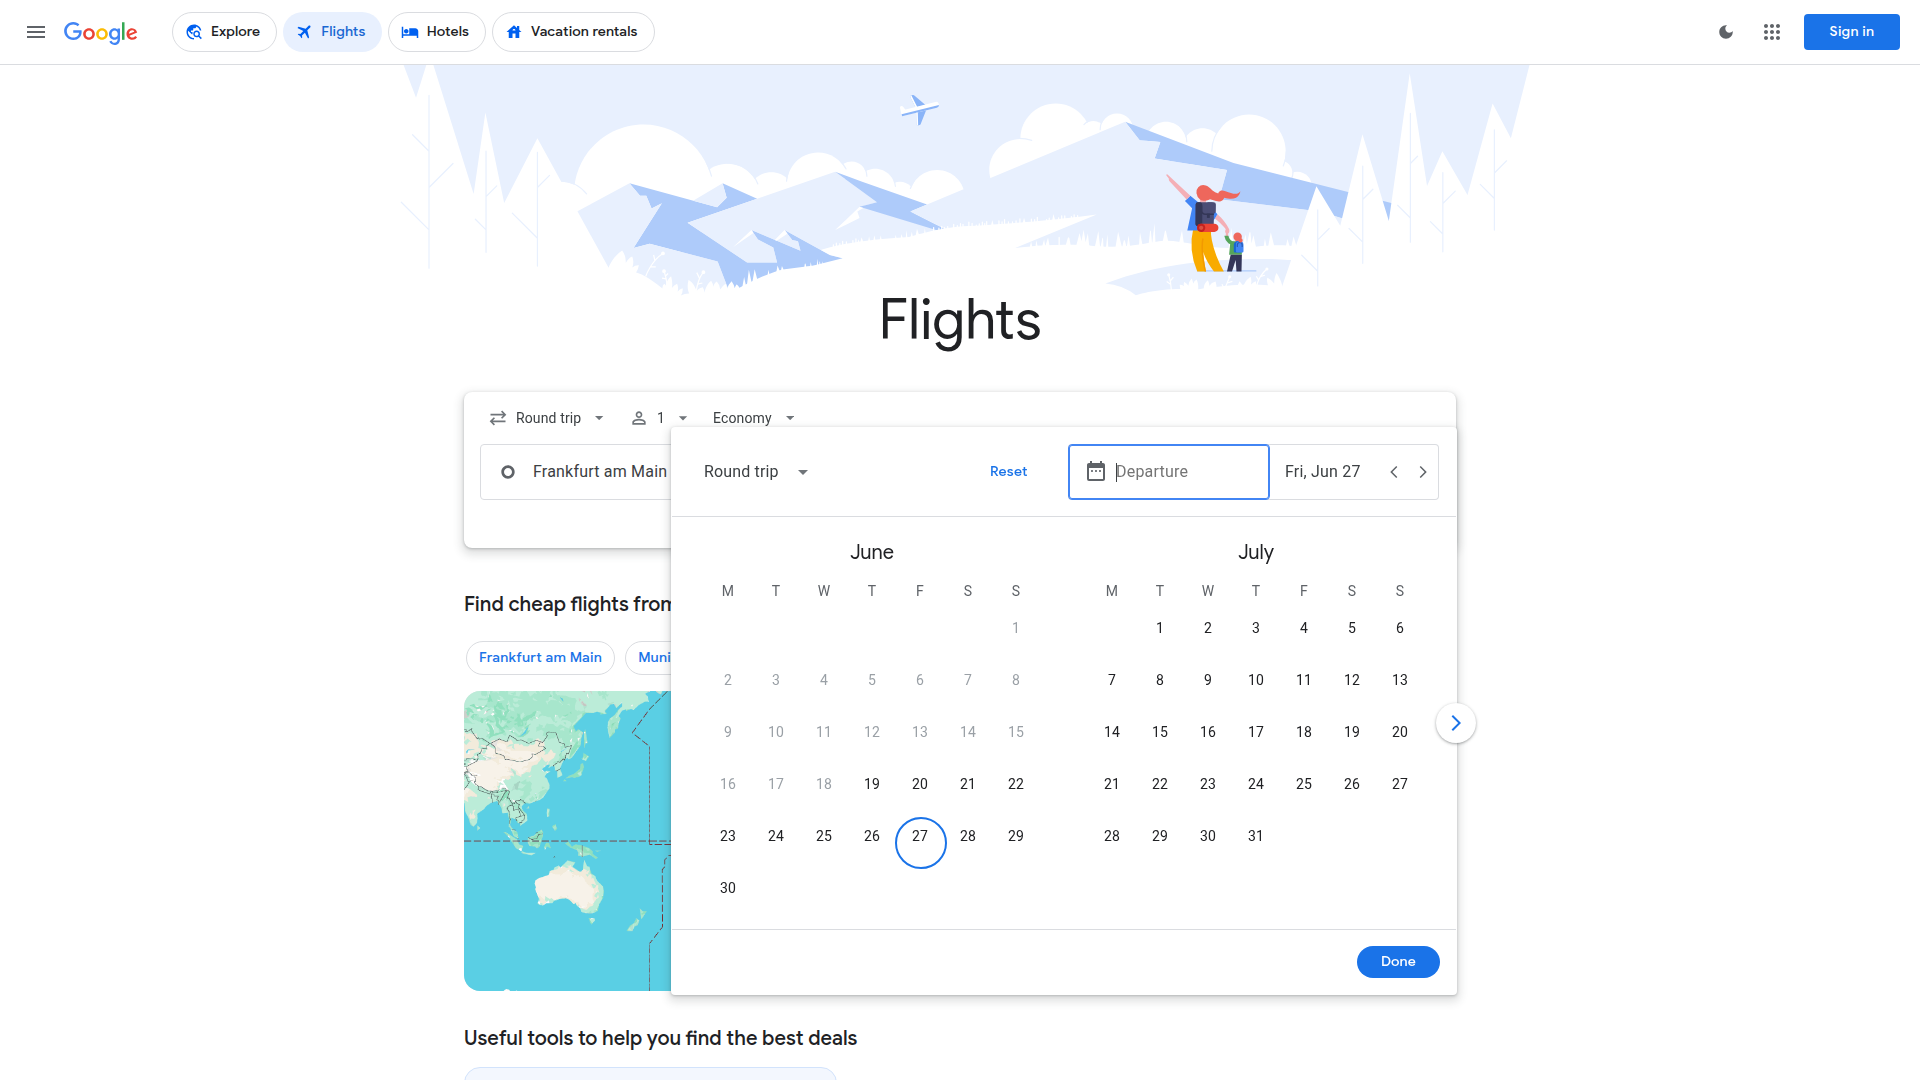 Google
Explore
Flights
Hotels
Vacation rentals
Sign in
Flights
Round trip
1
Economy
Frankfurt am Main
Round trip
Reset
Departure
Fri, Jun 27
June
M T W T F S S
1
2 3 4 5 6 7 8
9 10 11 12 13 14 15
16 17 18 19 20 21 22
23 24 25 26 27 28 29
30
July
M T W T F S S
1 2 3 4 5 6
7 8 9 10 11 12 13
14 15 16 17 18 19 20
21 22 23 24 25 26 27
28 29 30 31
Done
Find cheap flights from
Frankfurt am Main
Muni
Useful tools to help you find the best deals